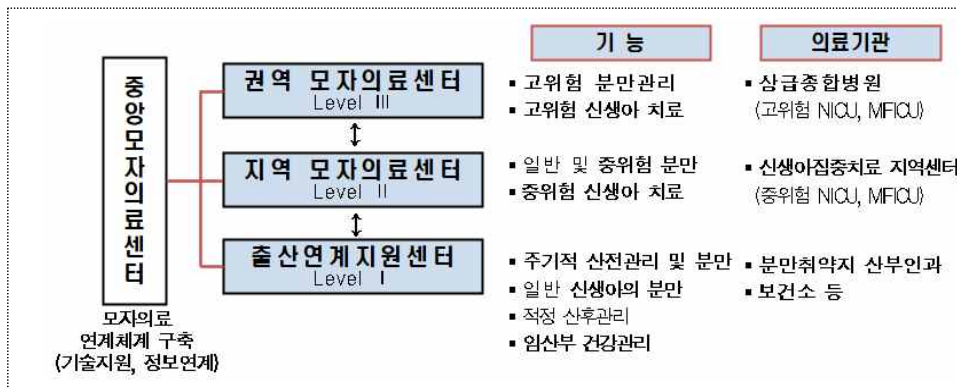 기 능
의료기관
중앙모자의료센터
모자의료
연계체계 구축
(기술지원, 정보연계)
권역 모자의료센터
Level Ⅲ
▪ 고위험 분만관리
▪ 고위험 신생아 치료
▪ 상급종합병원
(고위험 NICU, MFICU)
↕
지역 모자의료센터
Level Ⅱ
▪ 일반 및 중위험 분만
▪ 중위험 신생아 치료
▪ 신생아집중치료 지역센터
(중위험 NICU, MFICU)
↕
출산연계지원센터
Level Ⅰ
▪ 주기적 산전관리 및 분만
▪ 일반 신생아의 분만
▪ 적정 산후관리
▪ 임산부 건강관리
▪ 분만취약지 산부인과
▪ 보건소 등